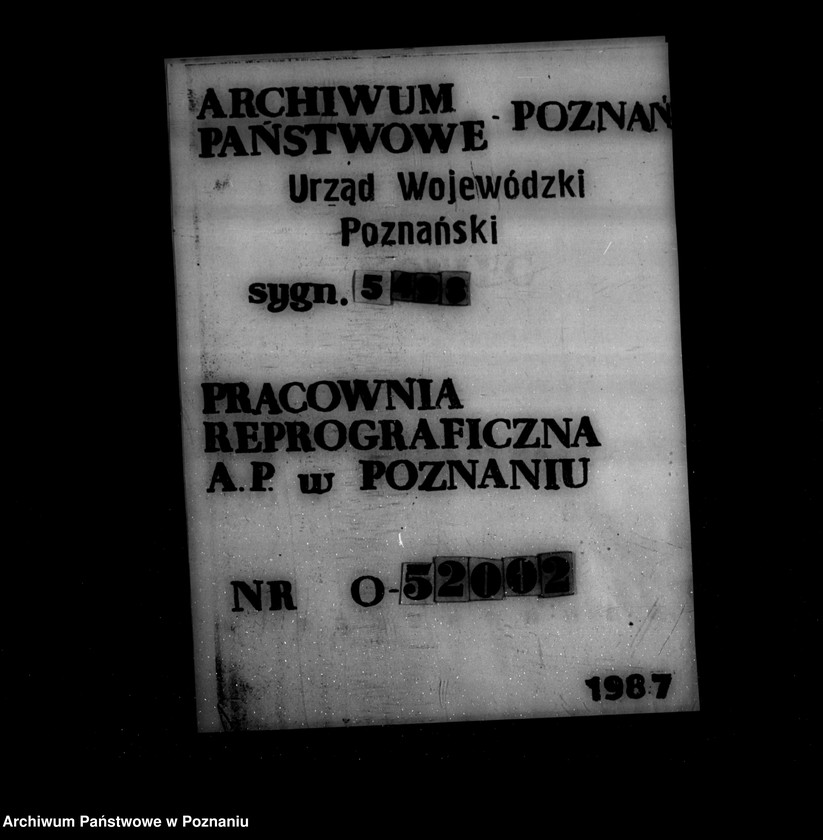 ARCHIWUM
PAŃSTWOWE - POZNAŃ
Urząd Wojewódzki
Poznański
sygn. 5
PRACOWNIA
REPROGRAFICZNA
A.P. w POZNANIU
NR O-52002
1987
Archiwum Państwowe w Poznaniu